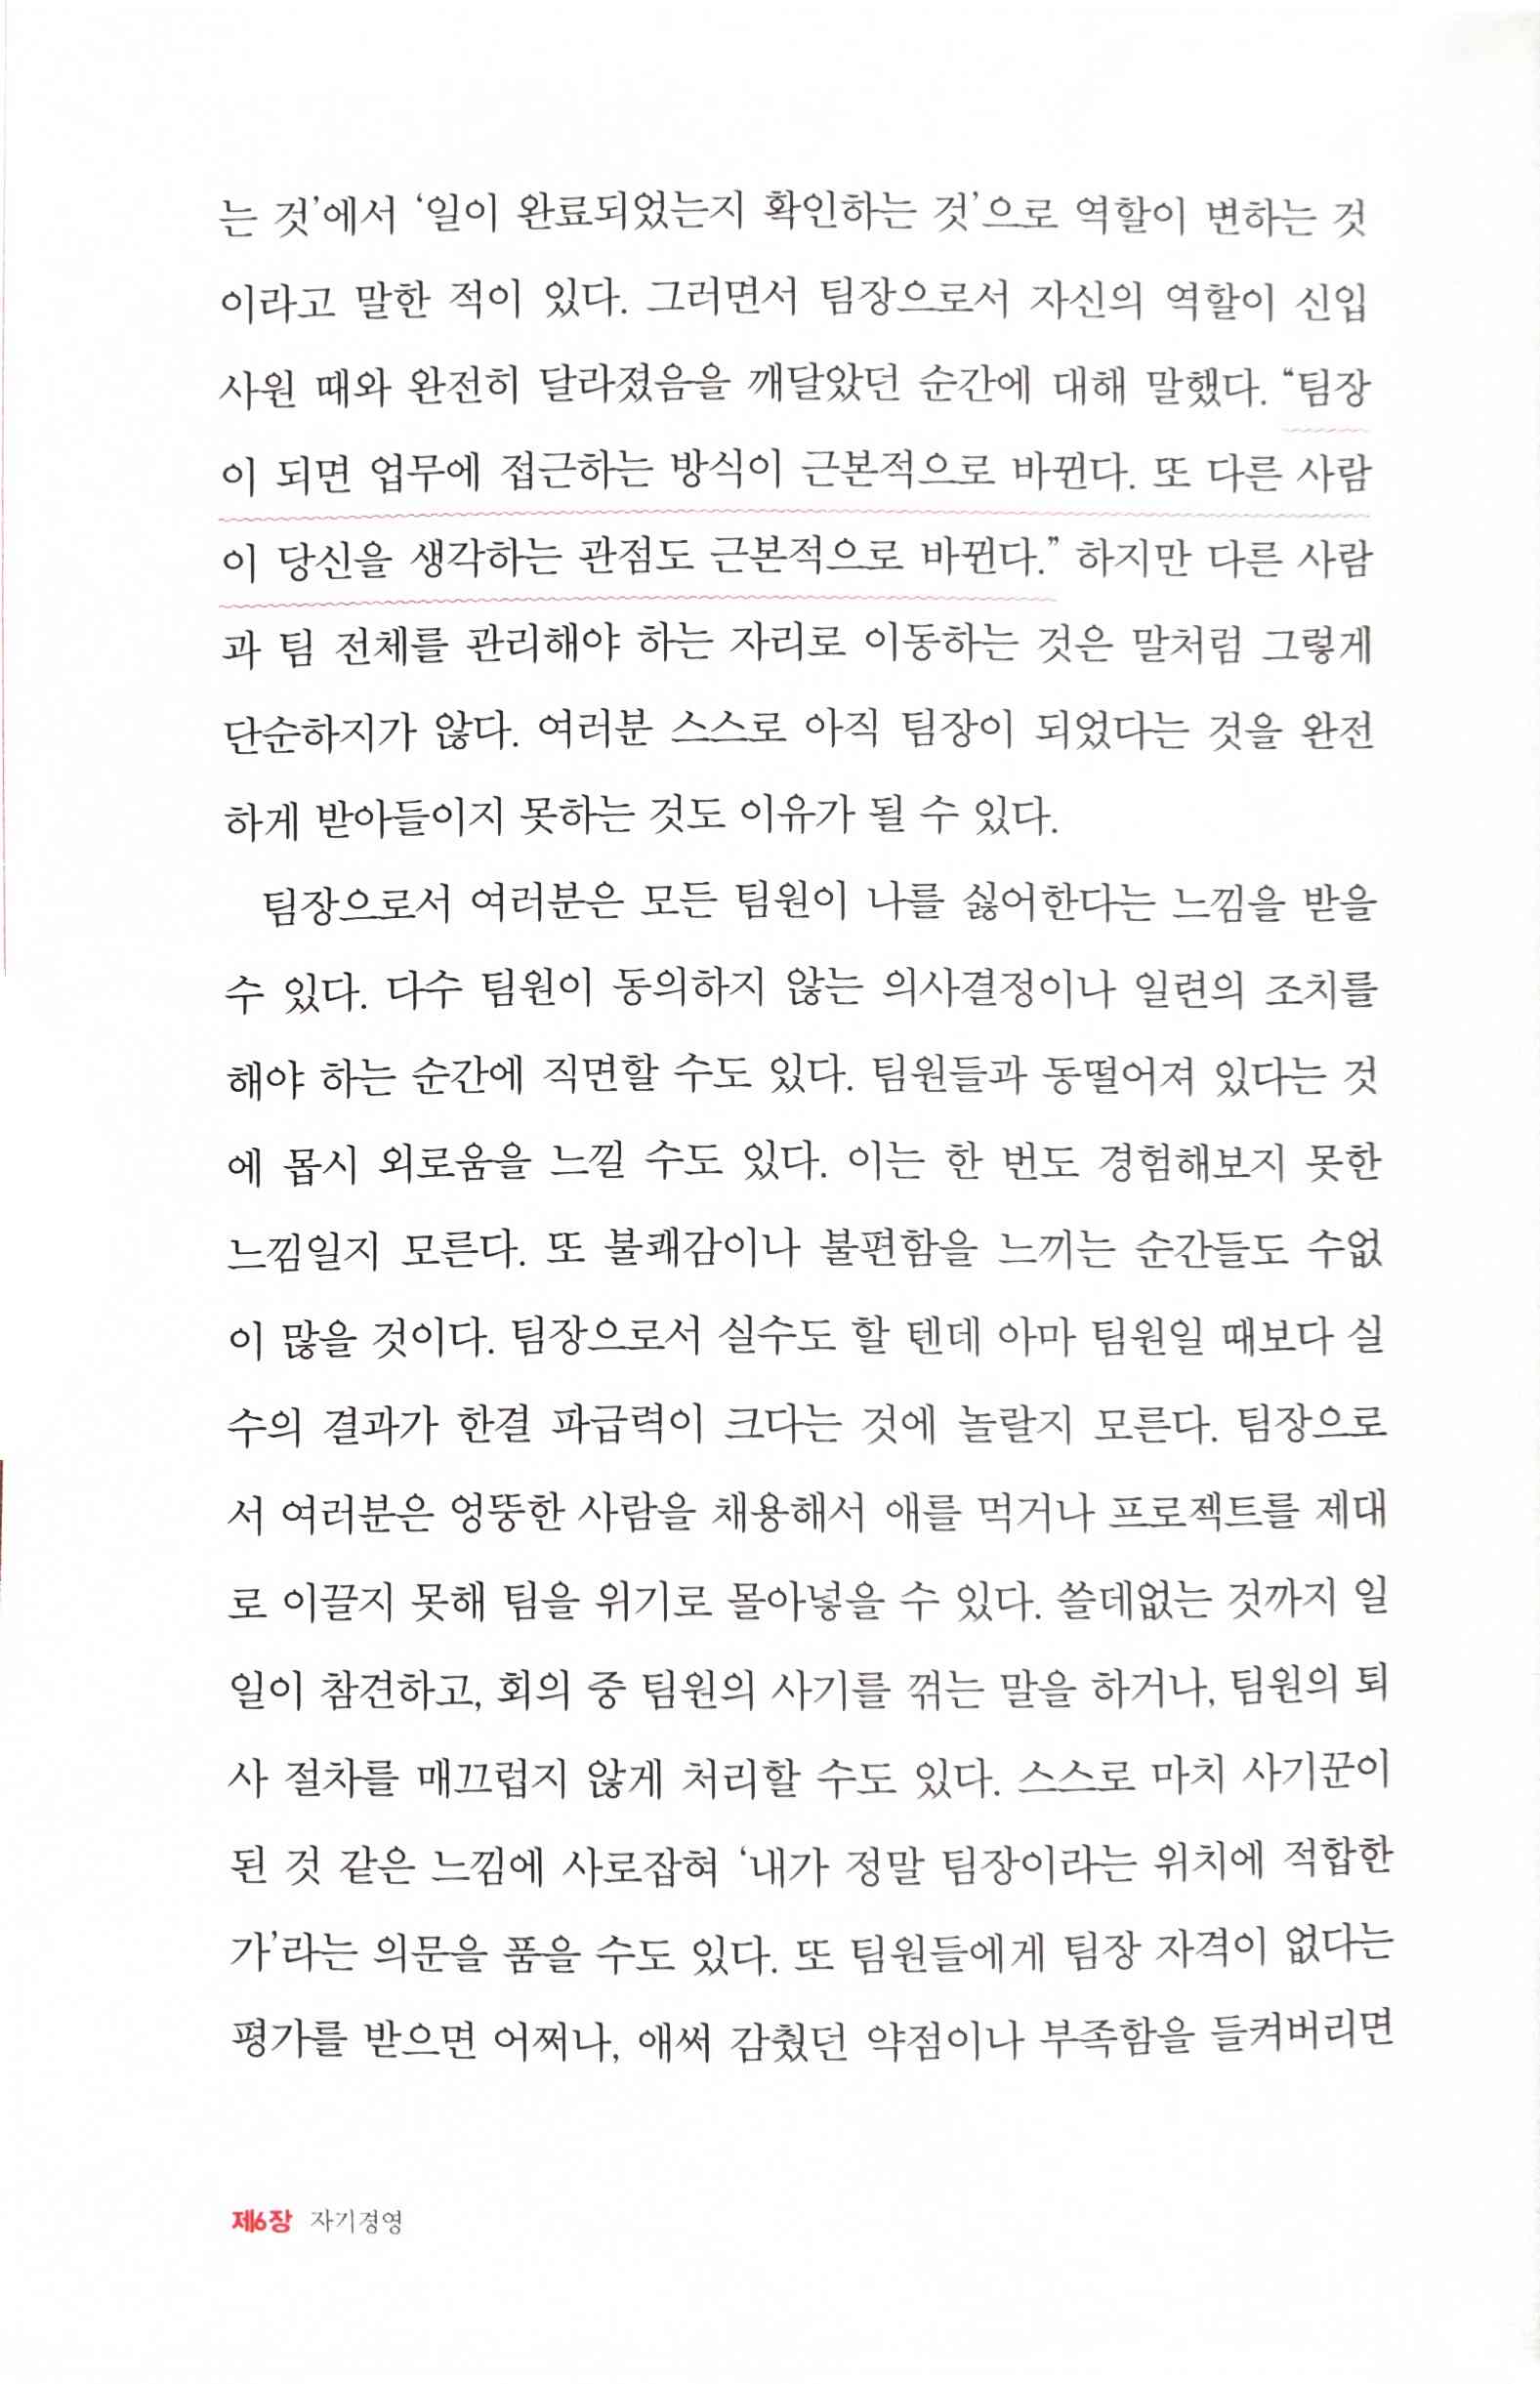 는 것’에서 ‘일이 완료되었는지 확인하는 것’으로 역할이 변하는 것
이라고 말한 적이 있다. 그러면서 팀장으로서 자신의 역할이 신입
사원 때와 완전히 달라졌음을 깨달았던 순간에 대해 말했다. “팀장
이 되면 업무에 접근하는 방식이 근본적으로 바뀐다. 또 다른 사람
이 당신을 생각하는 관점도 근본적으로 바뀐다.” 하지만 다른 사람
과 팀 전체를 관리해야 하는 자리로 이동하는 것은 말처럼 그렇게
단순하지가 않다. 여러분 스스로 아직 팀장이 되었다는 것을 완전
하게 받아들이지 못하는 것도 이유가 될 수 있다.
팀장으로서 여러분은 모든 팀원이 나를 싫어한다는 느낌을 받을
수 있다. 다수 팀원이 동의하지 않는 의사결정이나 일련의 조치를
해야 하는 순간에 직면할 수도 있다. 팀원들과 동떨어져 있다는 것
에 몹시 외로움을 느낄 수도 있다. 이는 한 번도 경험해보지 못한
느낌일지 모른다. 또 불쾌감이나 불편함을 느끼는 순간들도 수없
이 많을 것이다. 팀장으로서 실수도 할 텐데 아마 팀원일 때보다 실
수의 결과가 한결 파급력이 크다는 것에 놀랄지 모른다. 팀장으로
서 여러분은 엉뚱한 사람을 채용해서 애를 먹거나 프로젝트를 제대
로 이끌지 못해 팀을 위기로 몰아넣을 수 있다. 쓸데없는 것까지 일
일이 참견하고, 회의 중 팀원의 사기를 꺾는 말을 하거나, 팀원의 퇴
사 절차를 매끄럽지 않게 처리할 수도 있다. 스스로 마치 사기꾼이
된 것 같은 느낌에 사로잡혀 ‘내가 정말 팀장이라는 위치에 적합한
가’라는 의문을 품을 수도 있다. 또 팀원들에게 팀장 자격이 없다는
평가를 받으면 어쩌나, 애써 감췄던 약점이나 부족함을 들켜버리면
제6장 자기경영